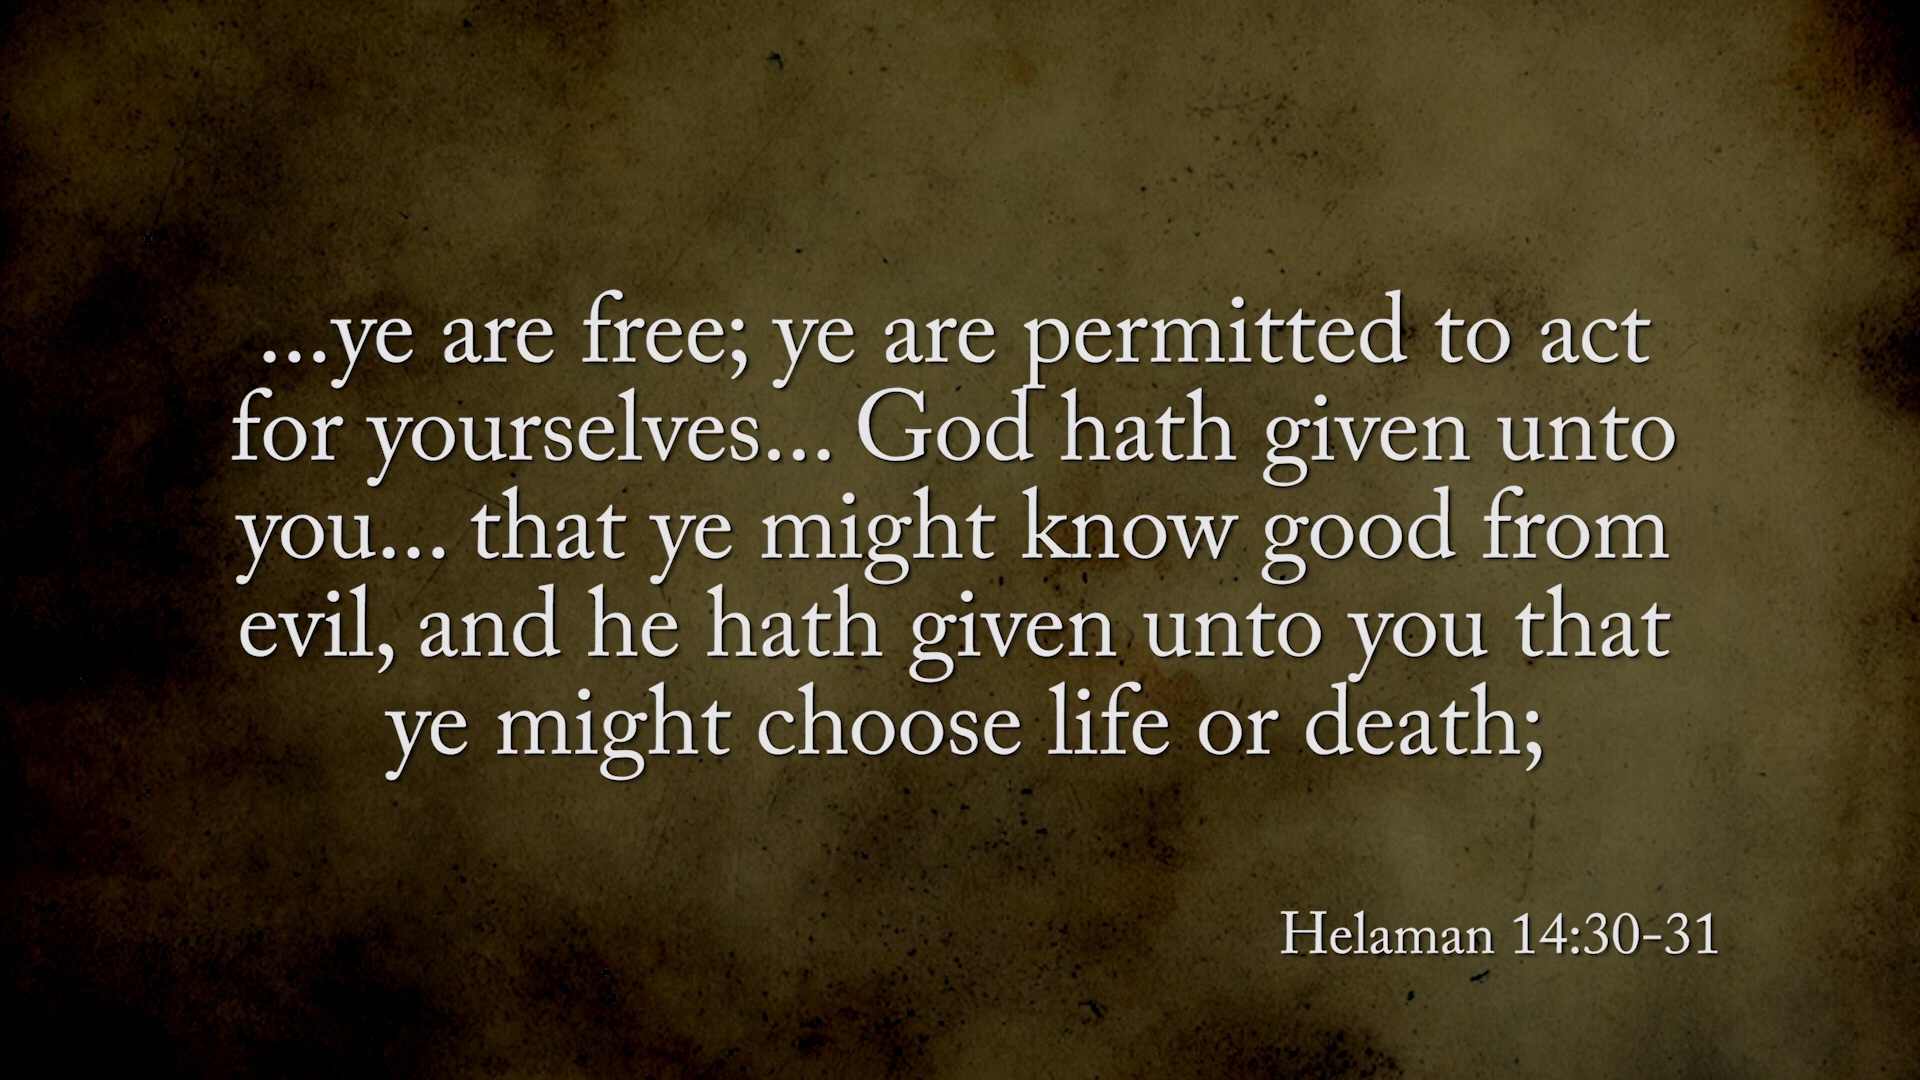 ...ye are free; ye are permitted to act
for yourselves... God hath given unto
you... that ye might know good from
evil, and he hath given unto you that
ye might choose life or death;
Helaman 14:30-31